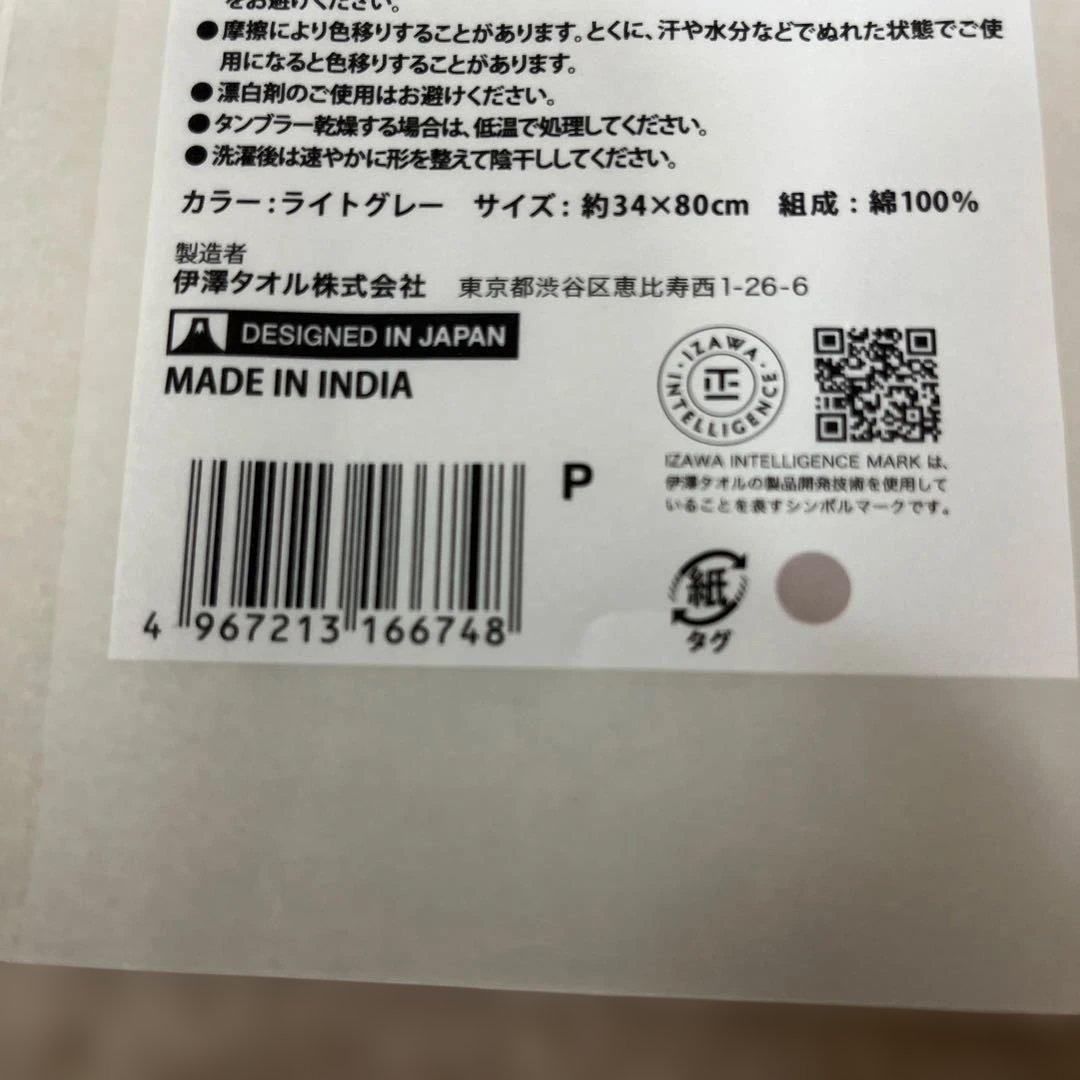 をお避けください。
●摩擦により色移りすることがあります。とくに、汗や水分などでぬれた状態でご使
用になると色移りすることがあります。
●漂白剤のご使用はお避けください。
●タンブラー乾燥する場合は、低温で処理してください。
●洗濯後は速やかに形を整えて陰干ししてください。
カラー：ライトグレー　サイズ：約34×80cm　組成：綿100%
製造者
伊澤タオル株式会社　東京都渋谷区恵比寿西1-26-6
DESIGNED IN JAPAN
MADE IN INDIA
・IZAWA・INTELLIGENCE
正
IZAWA INTELLIGENCE MARK は、
伊澤タオルの製品開発技術を使用して
いることを表すシンボルマークです。
P
4 967213 166748
紙
タグ